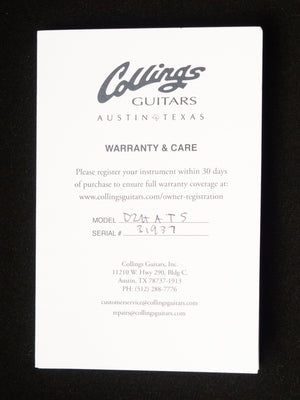 Collings
GUITARS
AUSTIN TEXAS
WARRANTY & CARE
Please register your instrument within 30 days
of purchase to ensure full warranty coverage at:
www.collingsguitars.com/owner-registration
MODEL D2HATS
SERIAL # 31937
Collings Guitars, Inc.
11210 W. Hwy 290, Bldg C.
Austin, TX 78737-1913
PH: (512) 288-7776
customerservice@collingsguitars.com
repairs@collingsguitars.com